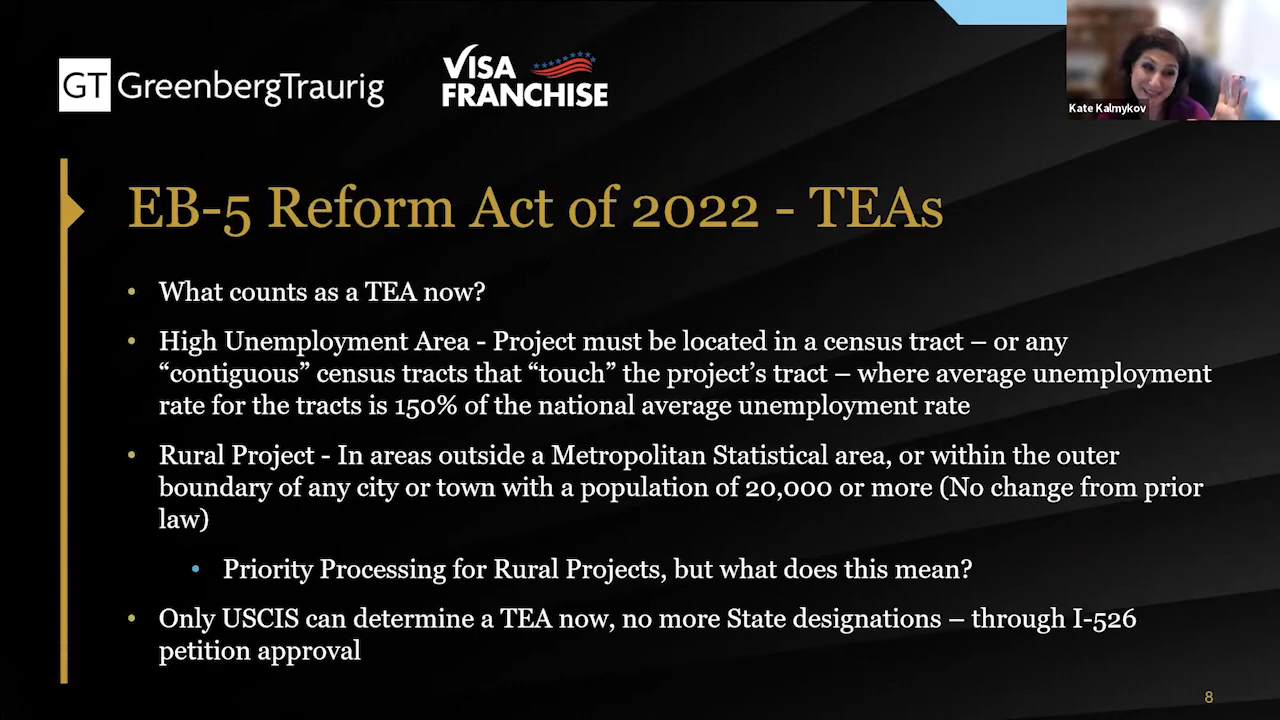 GT GreenbergTraurig
VISA
FRANCHISE
Kate Kalmykov
EB-5 Reform Act of 2022 - TEAs
• What counts as a TEA now?
• High Unemployment Area - Project must be located in a census tract – or any
“contiguous” census tracts that “touch” the project’s tract – where average unemployment
rate for the tracts is 150% of the national average unemployment rate
• Rural Project - In areas outside a Metropolitan Statistical area, or within the outer
boundary of any city or town with a population of 20,000 or more (No change from prior
law)
• Priority Processing for Rural Projects, but what does this mean?
• Only USCIS can determine a TEA now, no more State designations – through I-526
petition approval
8